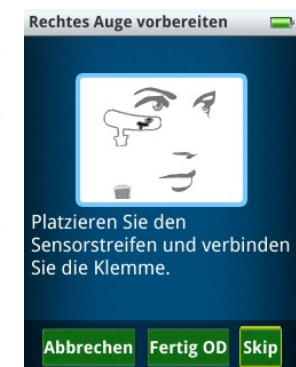 Rechtes Auge vorbereiten
Platzieren Sie den
Sensorstreifen und verbinden
Sie die Klemme.
Abbrechen Fertig OD Skip